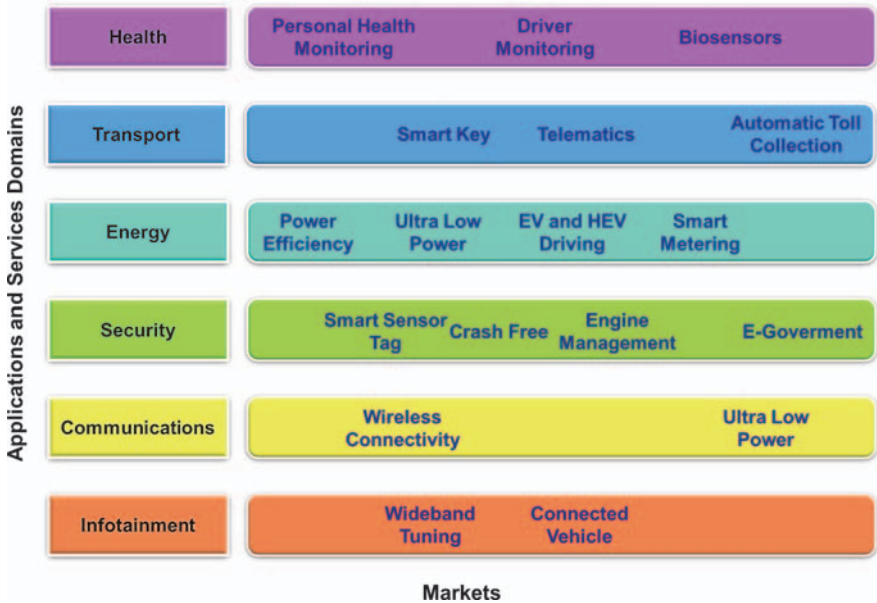 Applications and Services Domains
Health
Personal Health
Monitoring
Driver
Monitoring
Biosensors
Transport
Smart Key
Telematics
Automatic Toll
Collection
Energy
Power
Efficiency
Ultra Low
Power
EV and HEV
Driving
Smart
Metering
Security
Smart Sensor
Tag
Crash Free
Engine
Management
E-Goverment
Communications
Wireless
Connectivity
Ultra Low
Power
Infotainment
Wideband
Tuning
Connected
Vehicle
Markets